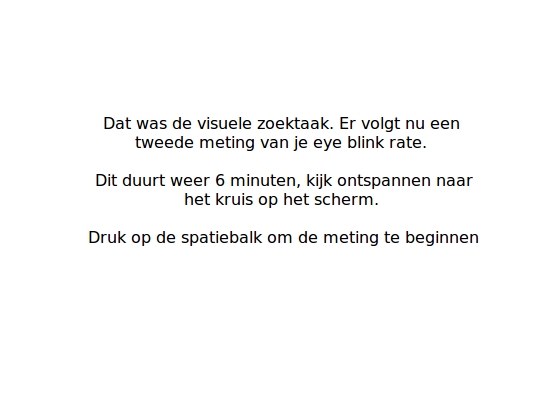 Dat was de visuele zoektaak. Er volgt nu een
tweede meting van je eye blink rate.
Dit duurt weer 6 minuten, kijk ontspannen naar
het kruis op het scherm.
Druk op de spatiebalk om de meting te beginnen